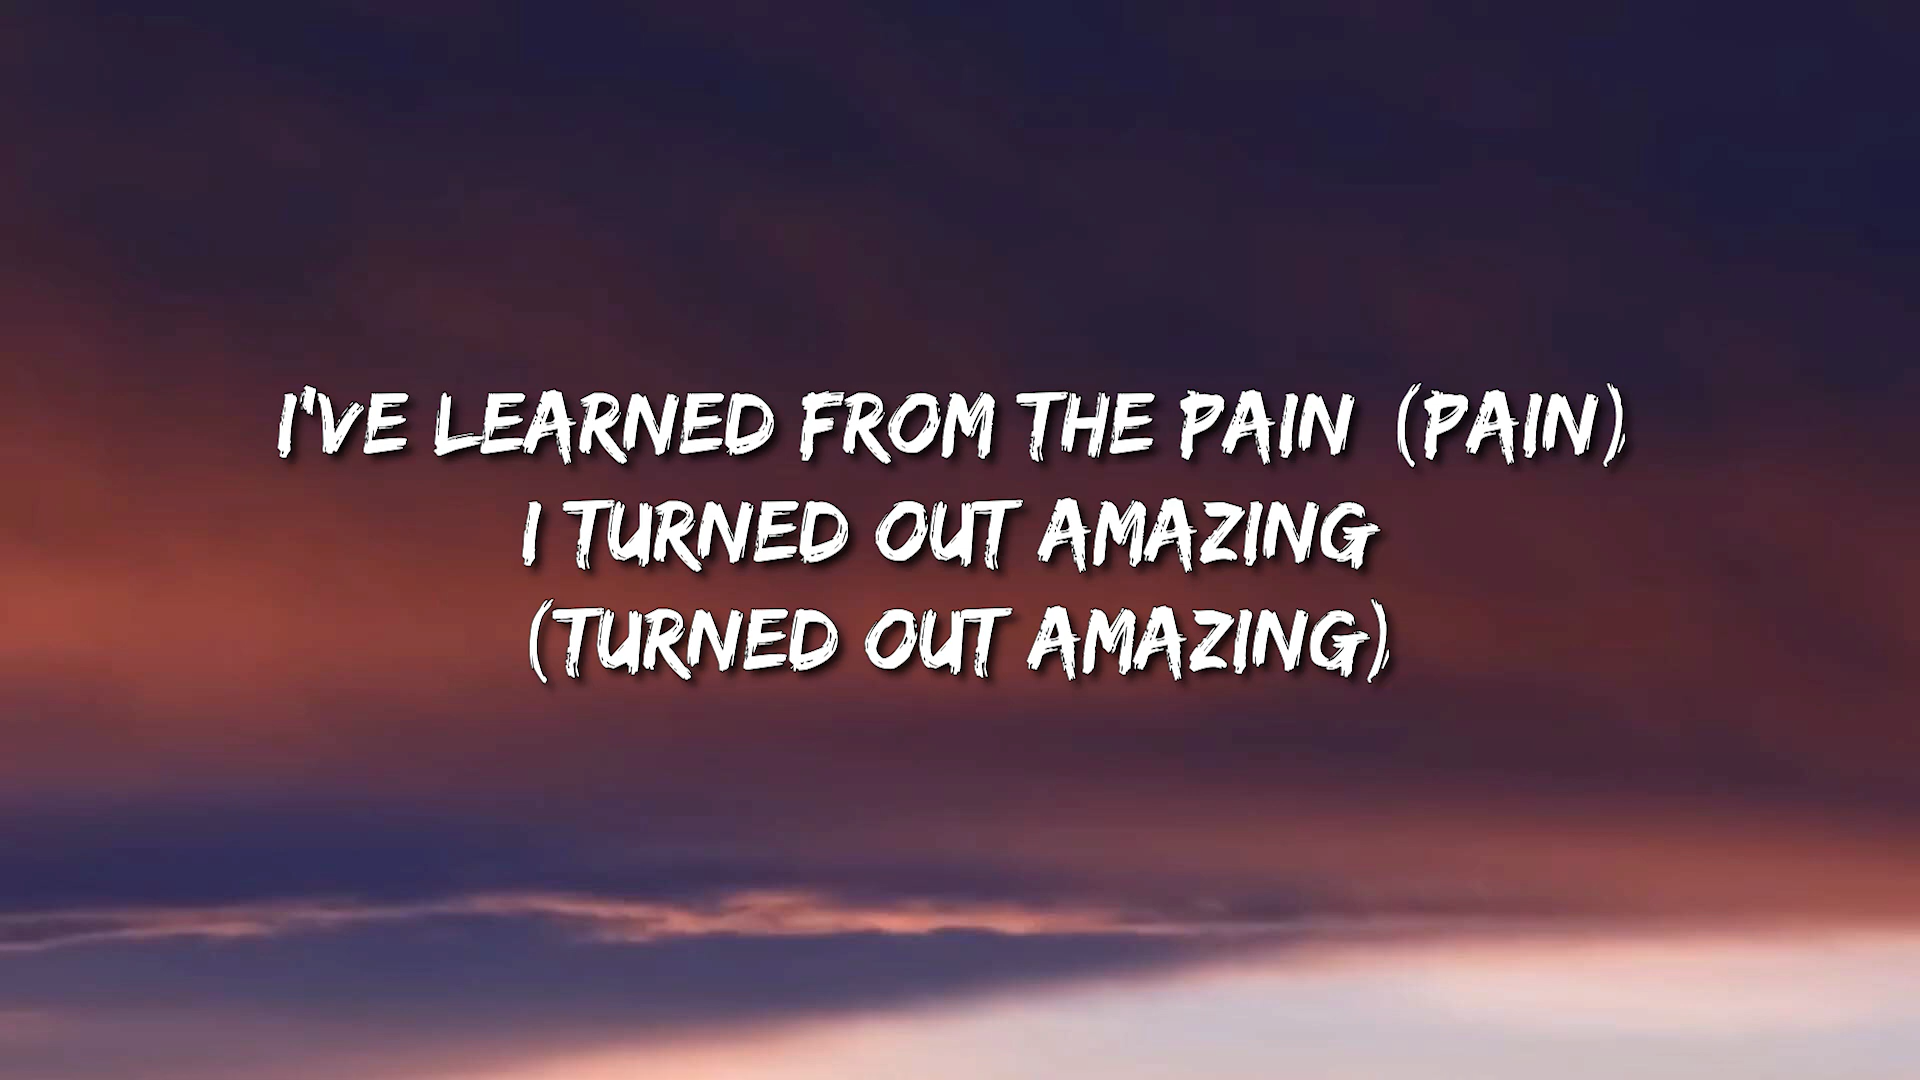 I'VE LEARNED FROM THE PAIN (PAIN)
I TURNED OUT AMAZING
(TURNED OUT AMAZING)